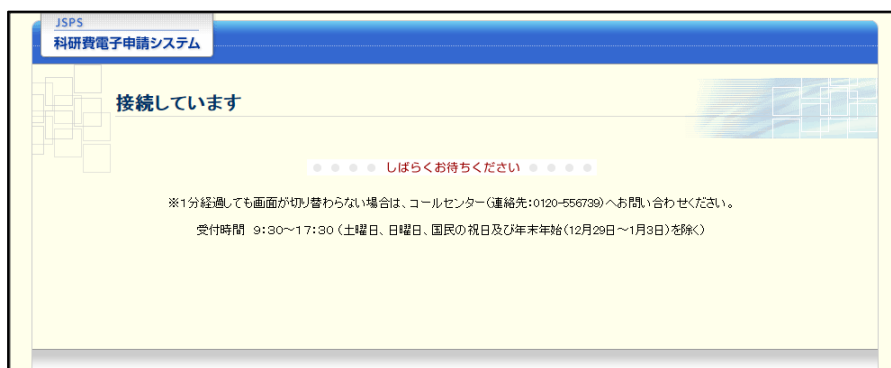 JSPS
科研費電子申請システム
接続しています
しばらくお待ちください
※1分経過しても画面が切り替わらない場合は、コールセンター(連絡先:0120-556739)へお問い合わせください。
受付時間 9:30～17:30 (土曜日、日曜日、国民の祝日及び年末年始(12月29日～1月3日)を除く)